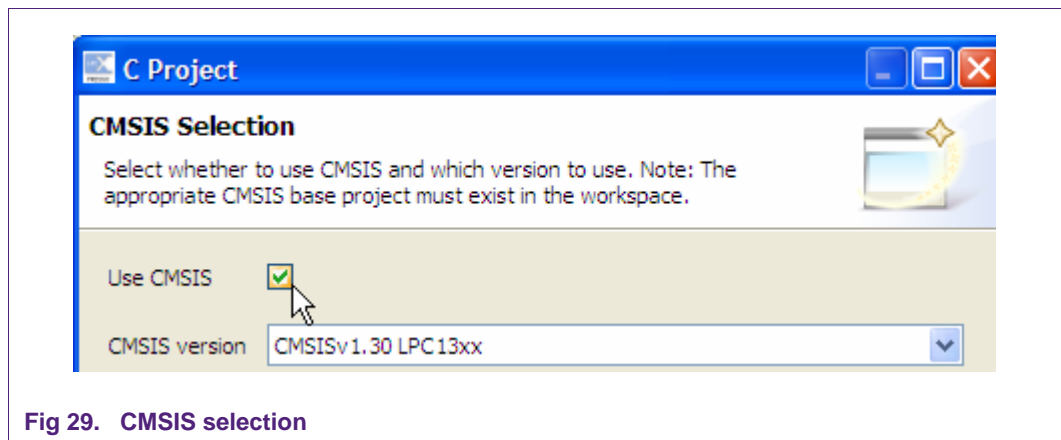 C Project
CMSIS Selection
Select whether to use CMSIS and which version to use. Note: The
appropriate CMSIS base project must exist in the workspace.
Use CMSIS
CMSIS version CMSISv1.30 LPC13xx
Fig 29. CMSIS selection